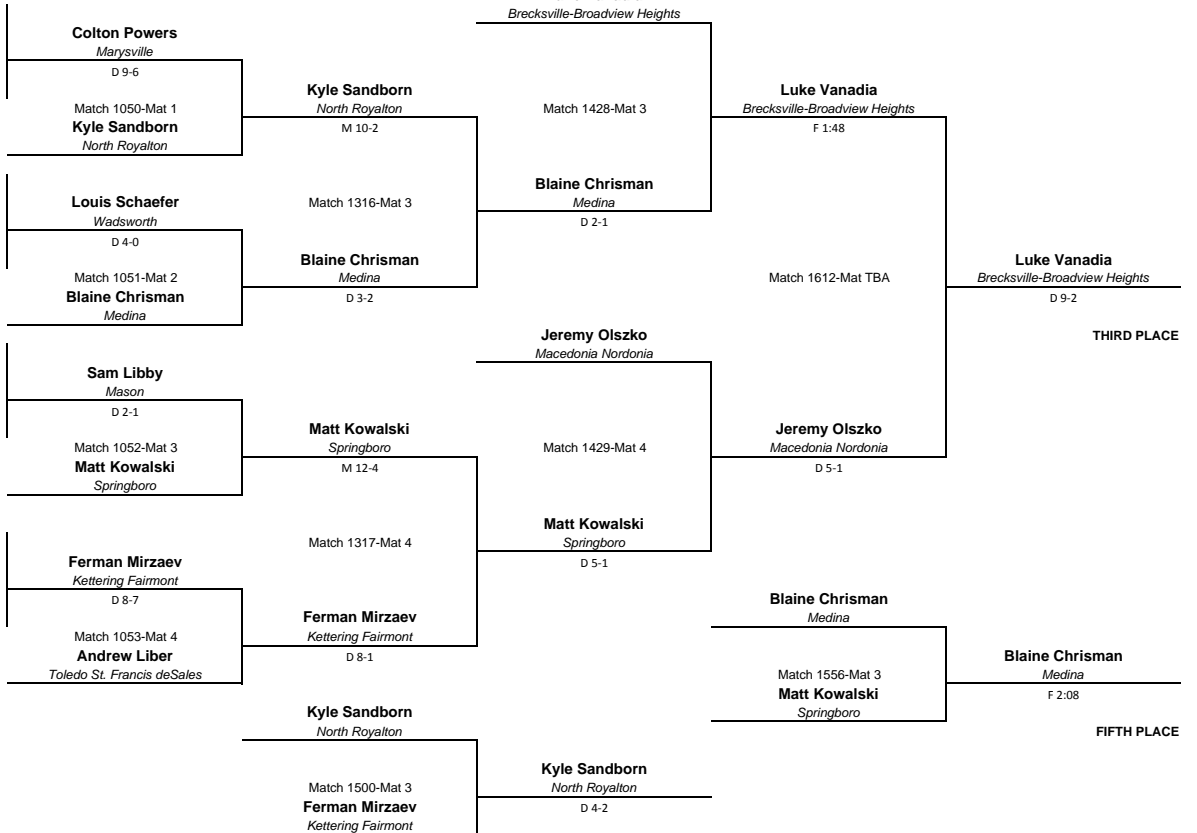 Brecksville-Broadview Heights
Colton Powers
Marysville
D 9-6
Match 1050-Mat 1
Kyle Sandborn
North Royalton
Louis Schaefer
Wadsworth
D 4-0
Match 1051-Mat 2
Blaine Chrisman
Medina
Sam Libby
Mason
D 2-1
Match 1052-Mat 3
Matt Kowalski
Springboro
Ferman Mirzaev
Kettering Fairmont
D 8-7
Match 1053-Mat 4
Andrew Liber
Toledo St. Francis deSales
Kyle Sandborn
North Royalton
M 10-2
Match 1316-Mat 3
Blaine Chrisman
Medina
D 3-2
Matt Kowalski
Springboro
M 12-4
Match 1317-Mat 4
Ferman Mirzaev
Kettering Fairmont
D 8-1
Kyle Sandborn
North Royalton
Match 1500-Mat 3
Ferman Mirzaev
Kettering Fairmont
Match 1428-Mat 3
Blaine Chrisman
Medina
D 2-1
Jeremy Olszko
Macedonia Nordonia
Match 1429-Mat 4
Matt Kowalski
Springboro
D 5-1
Kyle Sandborn
North Royalton
D 4-2
Luke Vanadia
Brecksville-Broadview Heights
F 1:48
Match 1612-Mat TBA
Jeremy Olszko
Macedonia Nordonia
D 5-1
Blaine Chrisman
Medina
Match 1556-Mat 3
Matt Kowalski
Springboro
Luke Vanadia
Brecksville-Broadview Heights
D 9-2
THIRD PLACE
Blaine Chrisman
Medina
F 2:08
FIFTH PLACE